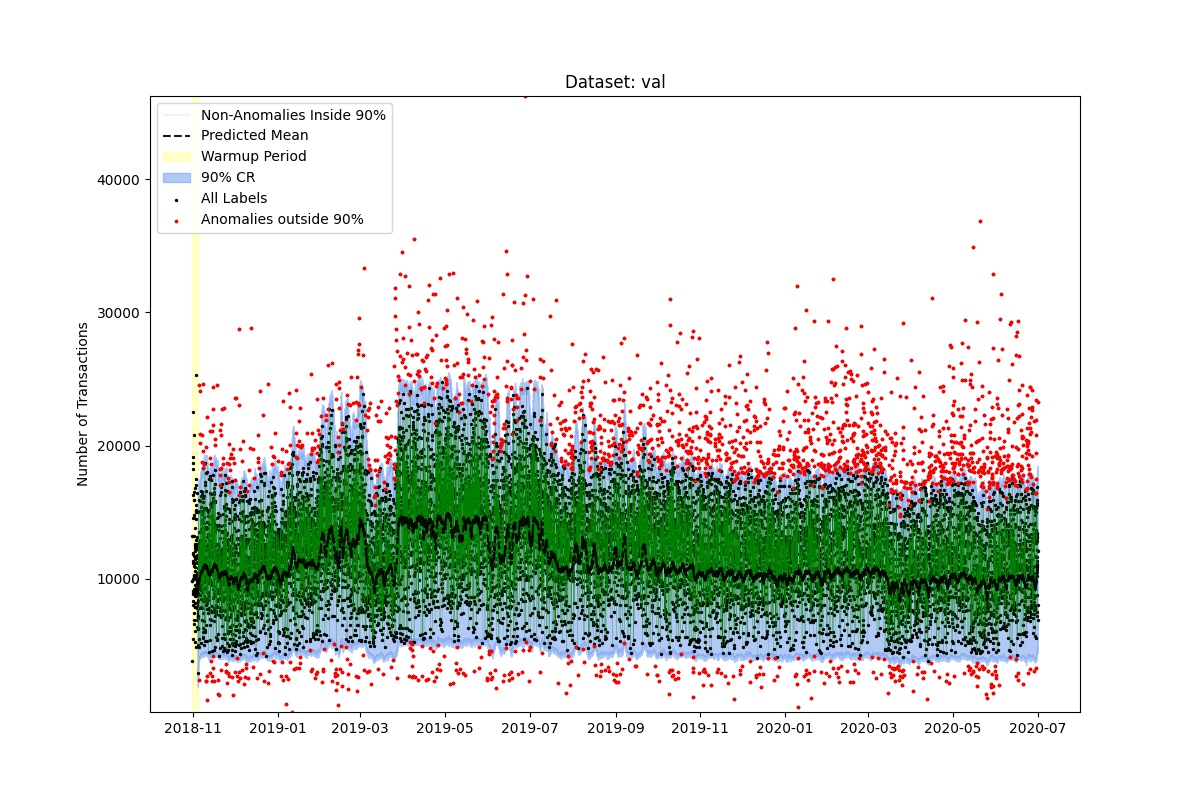 Dataset: val
Non-Anomalies Inside 90%
Predicted Mean
Warmup Period
90% CR
All Labels
Anomalies outside 90%
Number of Transactions
40000
30000
20000
10000
2018-11 2019-01 2019-03 2019-05 2019-07 2019-09 2019-11 2020-01 2020-03 2020-05 2020-07